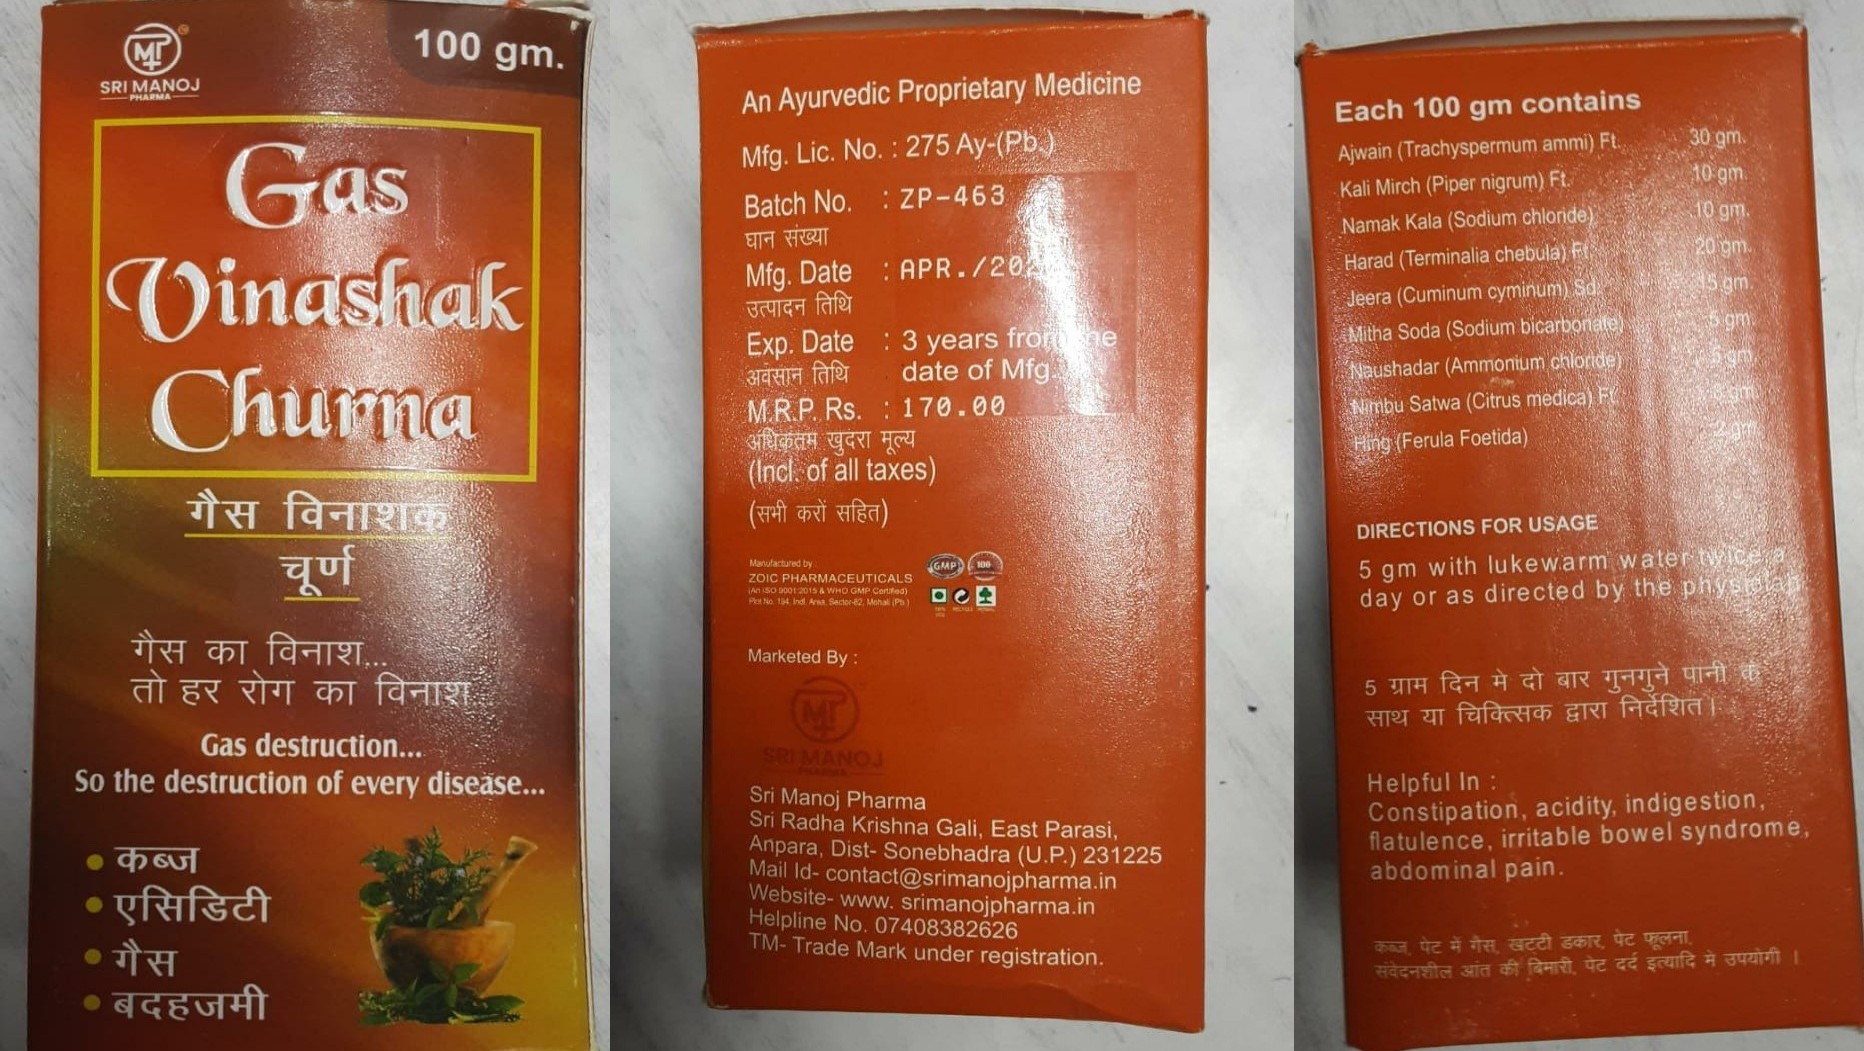 SRI MANOJ
PHARMA
100 gm.
Gas
Vinashak
Churna
गैस विनाशक
चूर्ण
गैस का विनाश...
तो हर रोग का विनाश
Gas destruction...
So the destruction of every disease...
कब्ज
एसिडिटी
गैस
बदहजमी
An Ayurvedic Proprietary Medicine
Mfg. Lic. No. : 275 Ay-(Pb.)
Batch No. : ZP-463
घान संख्या
Mfg. Date : APR./20
उत्पादन तिथि
Exp. Date : 3 years from the
अवसान तिथि date of Mfg.
M.R.P. Rs. : 170.00
अधिकतम खुदरा मूल्य
(Incl. of all taxes)
(सभी करों सहित)
Manufactured by
ZOIC PHARMACEUTICALS
(An ISO 9001:2015 & WHO GMP Certified)
Plot No. 194, Indl. Area, Sector-82, Mohali (Pb.)
GMP
Marketed By :
SRI MANOJ
PHARMA
Sri Manoj Pharma
Sri Radha Krishna Gali, East Parasi,
Anpara, Dist- Sonebhadra (U.P.) 231225
Mail Id- contact@srimanojpharma.in
Website- www. srimanojpharma.in
Helpline No. 07408382626
TM- Trade Mark under registration.
Each 100 gm contains
Ajwain (Trachyspermum ammi) Ft. 30 gm.
Kali Mirch (Piper nigrum) Ft. 10 gm.
Namak Kala (Sodium chloride) 10 gm.
Harad (Terminalia chebula) Ft. 20 gm.
Jeera (Cuminum cyminum) Sd. 15 gm.
Mitha Soda (Sodium bicarbonate) 5 gm.
Naushadar (Ammonium chloride) 5 gm.
Nimbu Satwa (Citrus medica) Ft. gm.
Hing (Ferula Foetida) 2 gm.
DIRECTIONS FOR USAGE
5 gm with lukewarm water twice a
day or as directed by the physician
5 ग्राम दिन मे दो बार गुनगुने पानी के
साथ या चिक्त्सिक द्वारा निर्देशित।
Helpful In :
Constipation, acidity, indigestion,
flatulence, irritable bowel syndrome,
abdominal pain.
कब्ज, पेट में गैस, खटटी डकार, पेट फूलना,
संवेदनशील आंत की बिमारी, पेट दर्द इत्यादि मे उपयोगी ।